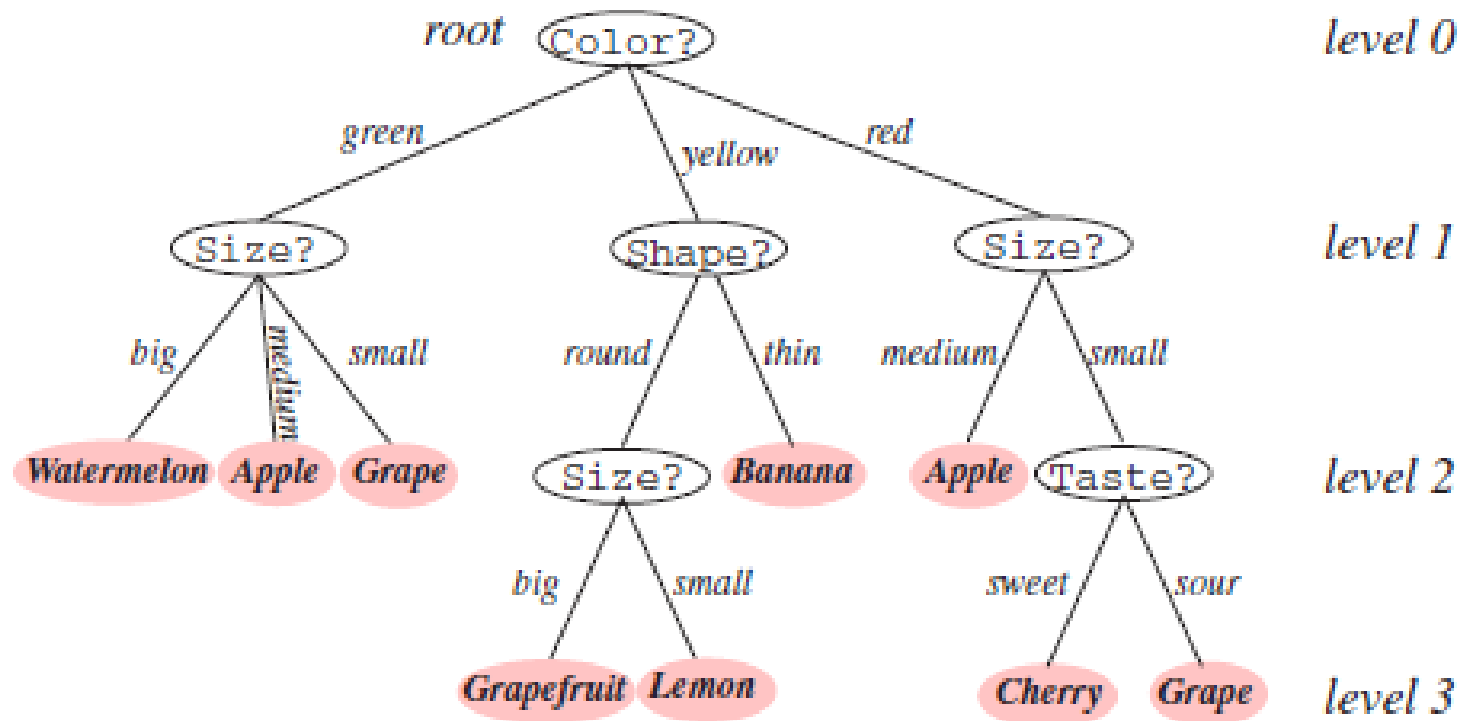 root Color? level 0
green yellow red
Size? Shape? Size? level 1
big medium small round thin medium small
Watermelon Apple Grape Size? Banana Apple Taste? level 2
big small sweet sour
Grapefruit Lemon Cherry Grape level 3